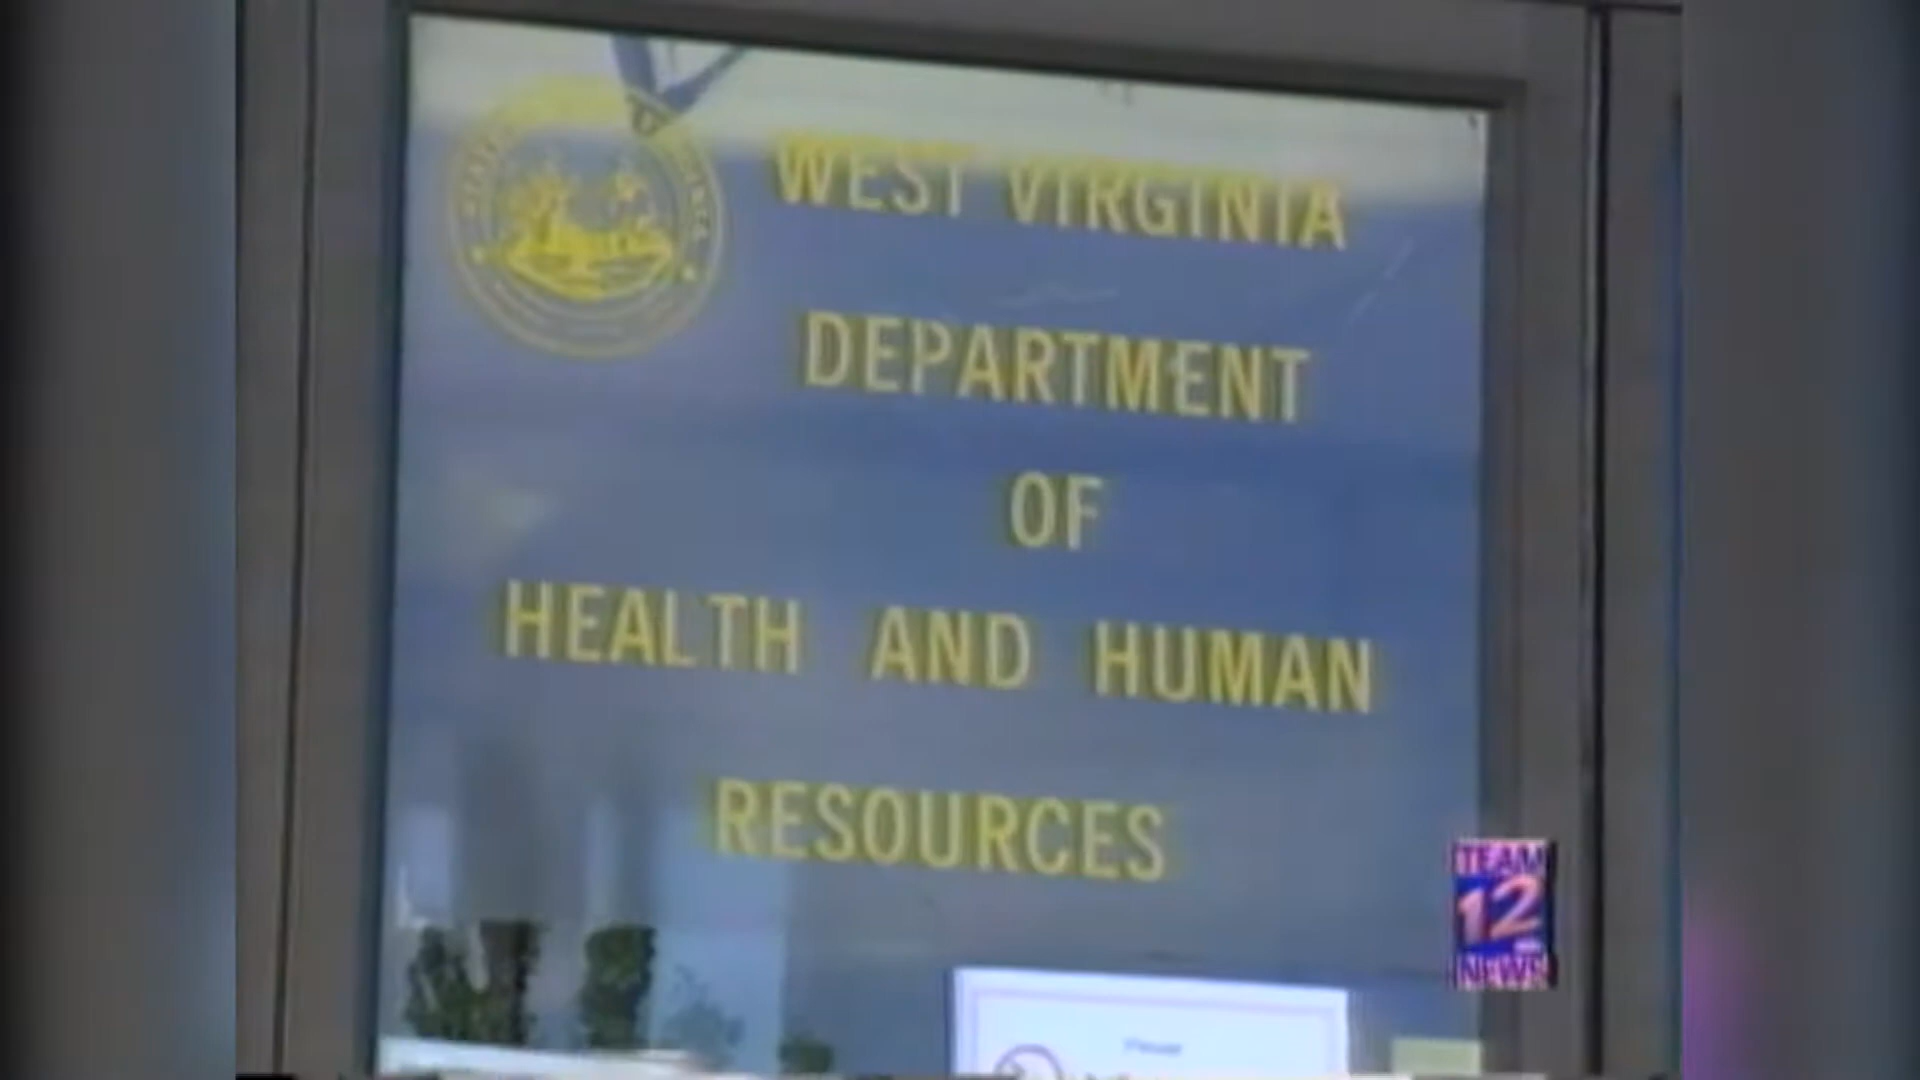 WEST VIRGINIA
DEPARTMENT
OF
HEALTH AND HUMAN
RESOURCES
TEAM
12
NEWS